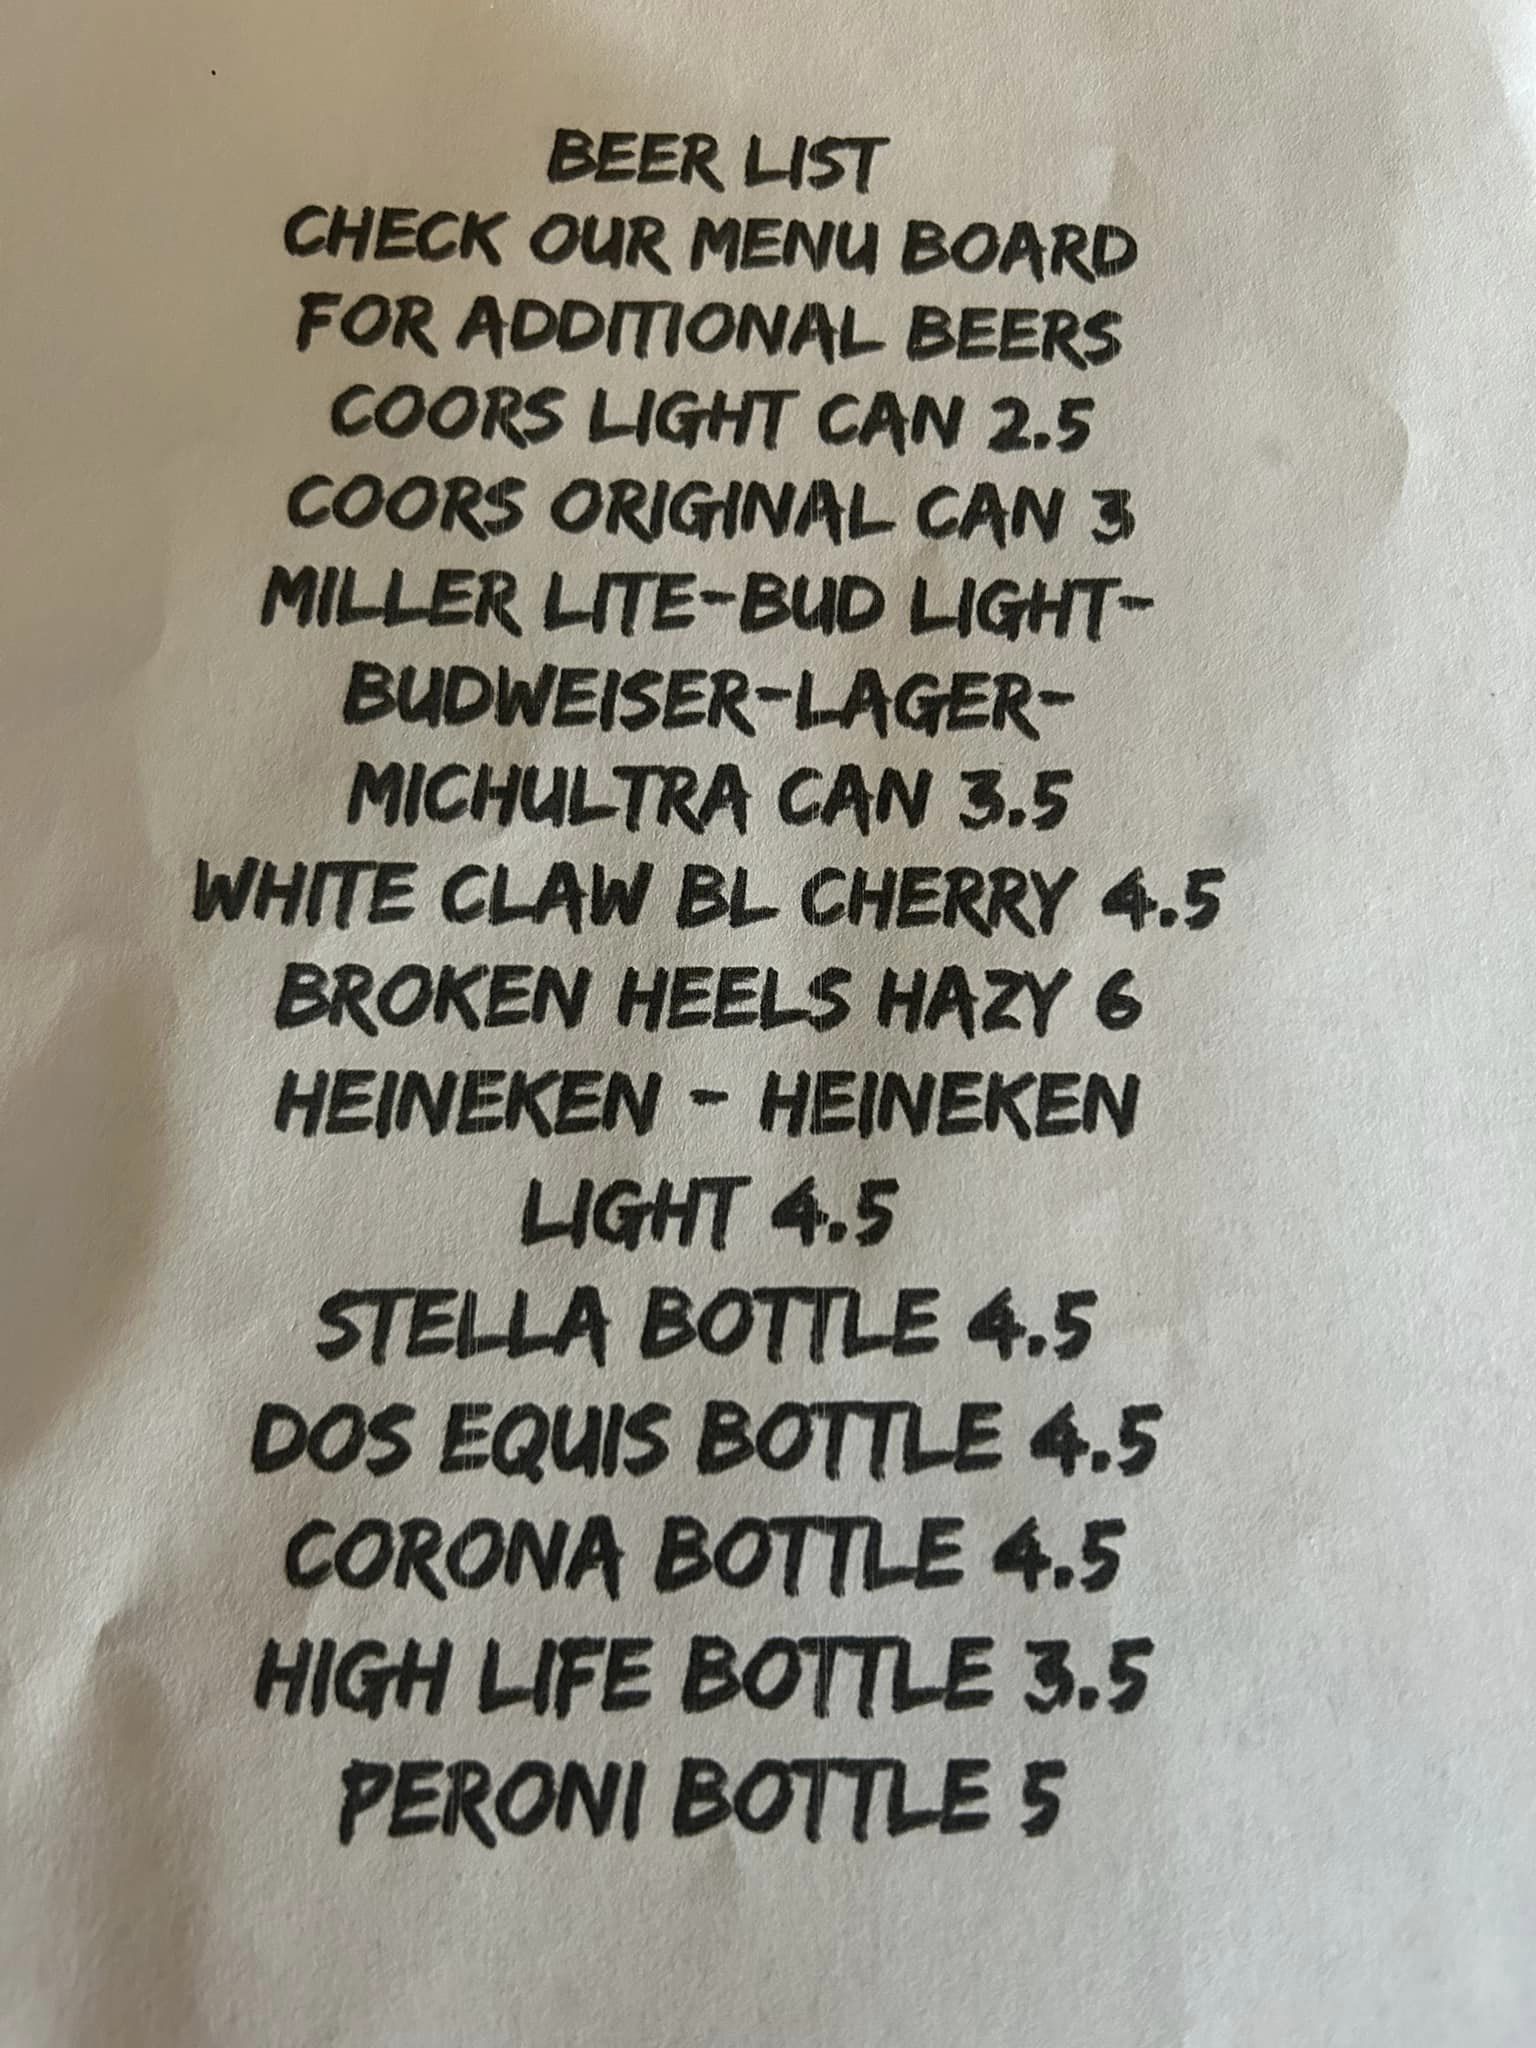 BEER LIST
CHECK OUR MENU BOARD
FOR ADDITIONAL BEERS
COORS LIGHT CAN 2.5
COORS ORIGINAL CAN 3
MILLER LITE-BUD LIGHT-
BUDWEISER-LAGER-
MICHULTRA CAN 3.5
WHITE CLAW BL CHERRY 4.5
BROKEN HEELS HAZY 6
HEINEKEN - HEINEKEN
LIGHT 4.5
STELLA BOTTLE 4.5
DOS EQUIS BOTTLE 4.5
CORONA BOTTLE 4.5
HIGH LIFE BOTTLE 3.5
PERONI BOTTLE 5